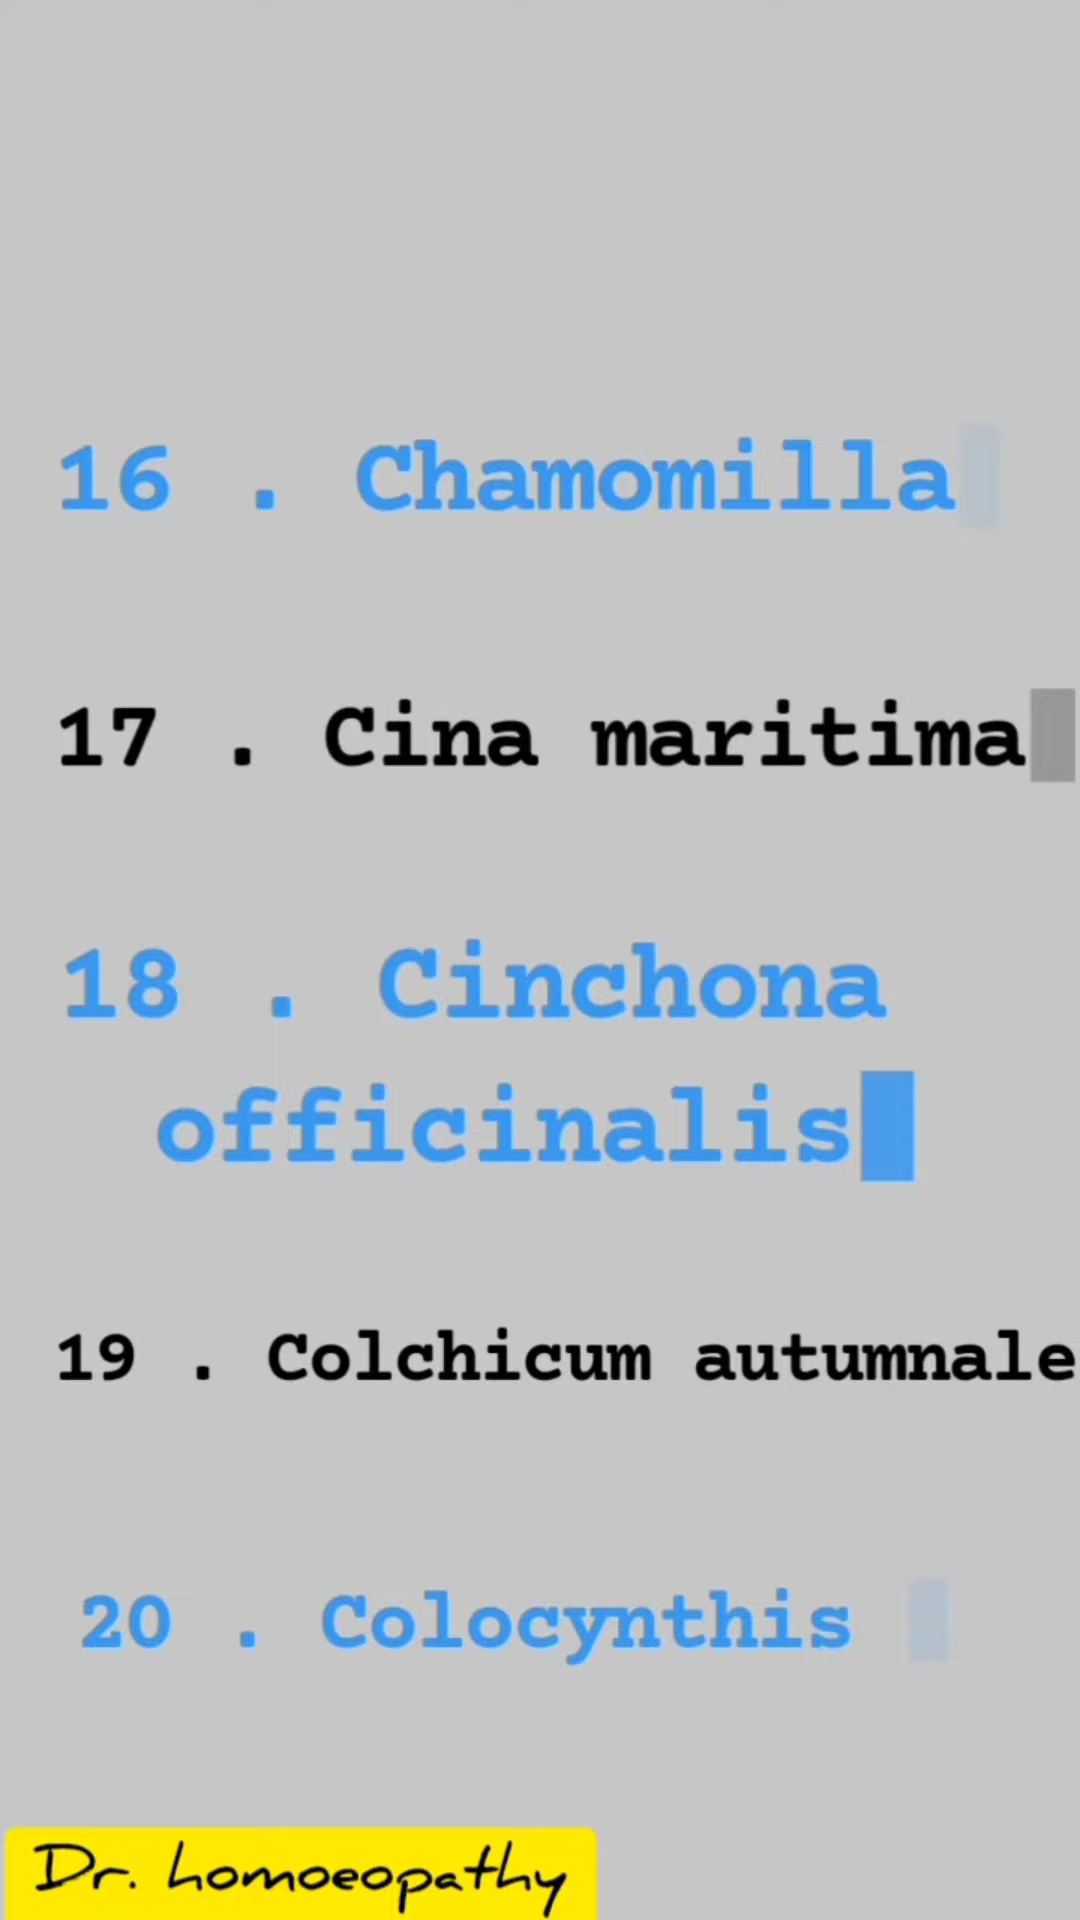 16 . Chamomilla
17 . Cina maritima
18 . Cinchona
officinalis
19 . Colchicum autumnale
20 . Colocynthis
Dr. homoeopathy